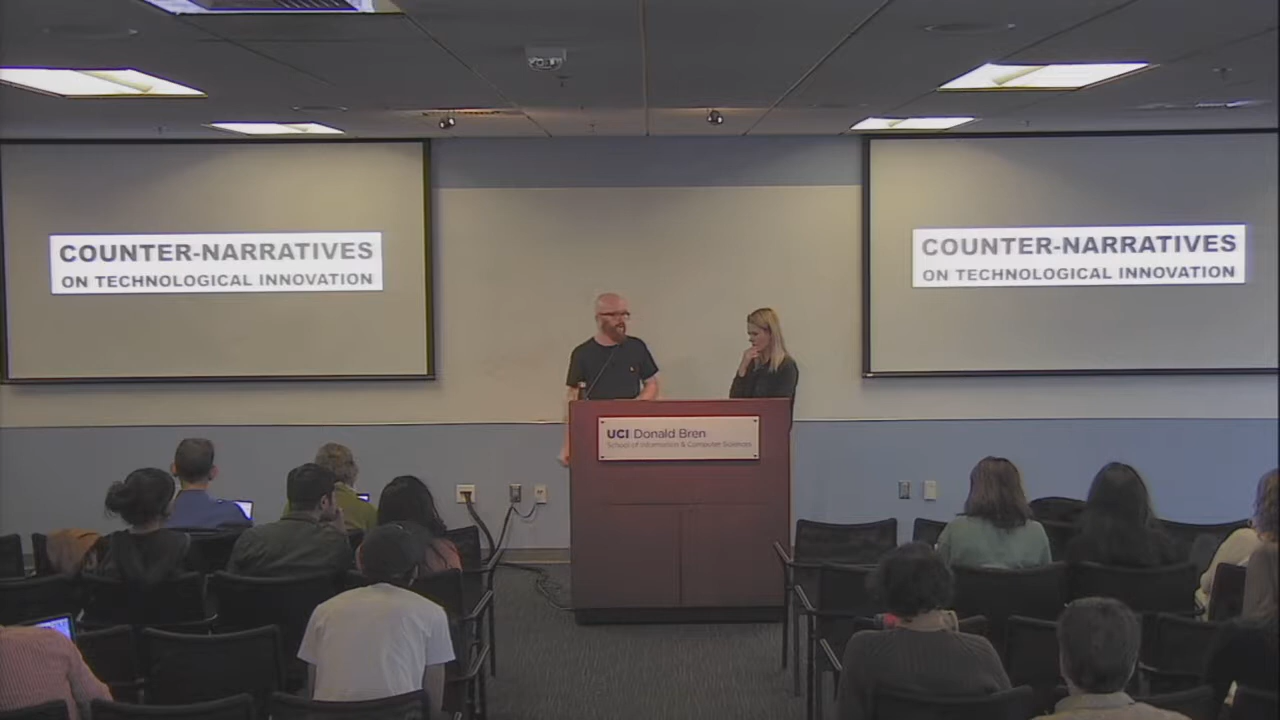 COUNTER-NARRATIVES
ON TECHNOLOGICAL INNOVATION
COUNTER-NARRATIVES
ON TECHNOLOGICAL INNOVATION
UCI Donald Bren
School of Information & Computer Sciences